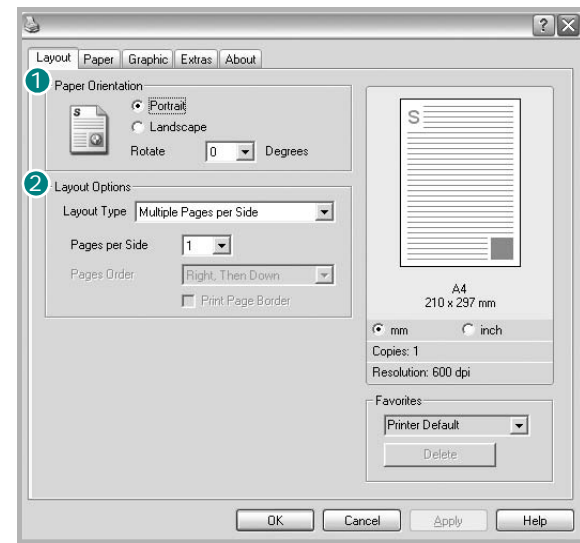 ?
Layout Paper Graphic Extras About
1 Paper Orientation
S
Portrait
Landscape
Rotate 0 Degrees
2 Layout Options
Layout Type Multiple Pages per Side
Pages per Side 1
Pages Order Right, Then Down
Print Page Border
S
A4
210 x 297 mm
mm inch
Copies: 1
Resolution: 600 dpi
Favorites
Printer Default
Delete
OK Cancel Apply Help